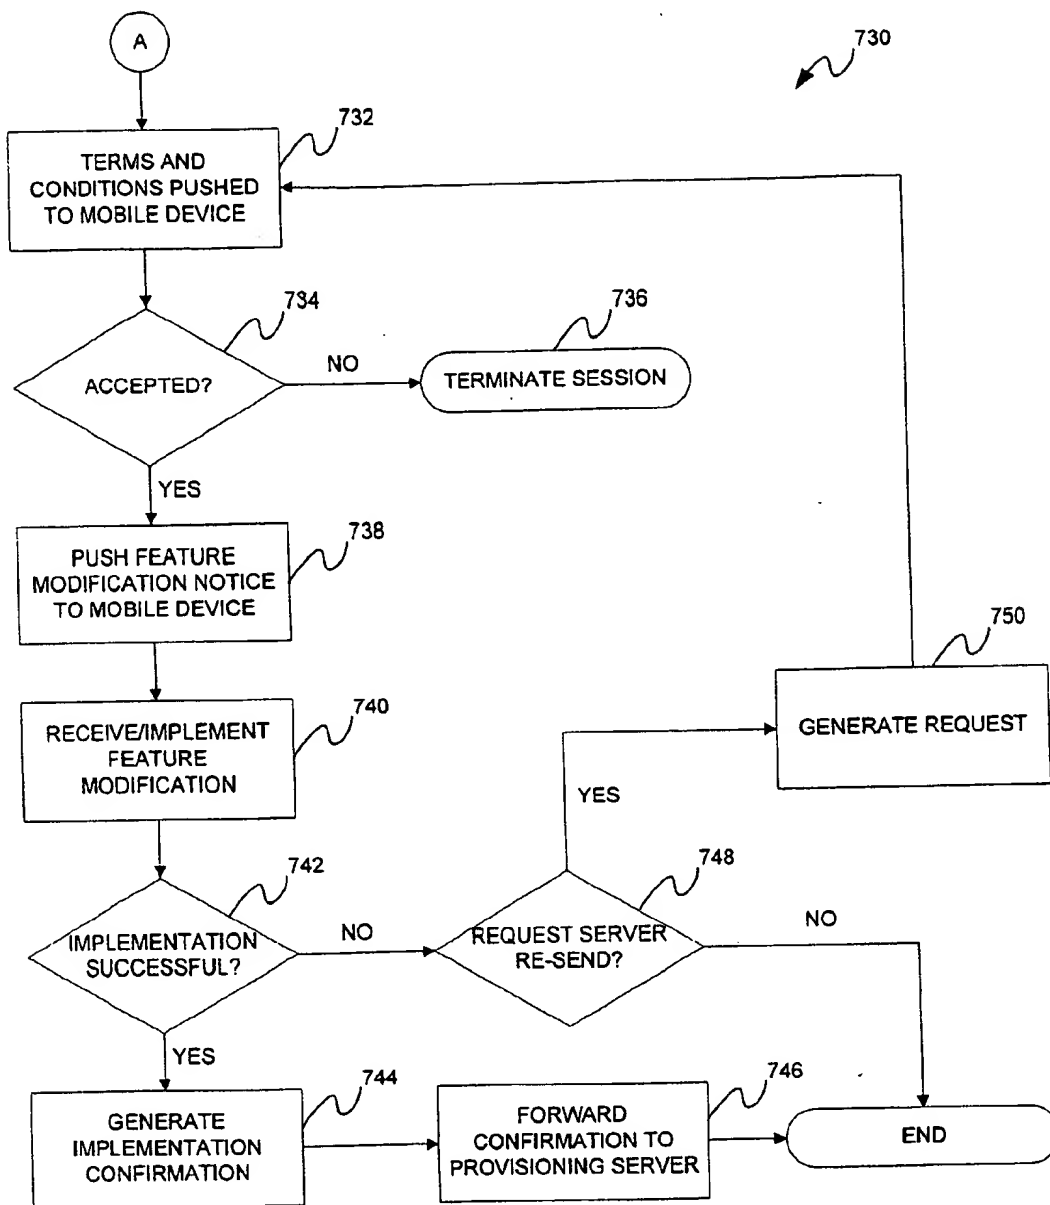 A
730
732
TERMS AND
CONDITIONS PUSHED
TO MOBILE DEVICE
734
736
ACCEPTED?
NO
TERMINATE SESSION
YES
738
PUSH FEATURE
MODIFICATION NOTICE
TO MOBILE DEVICE
750
740
GENERATE REQUEST
RECEIVE/IMPLEMENT
FEATURE
MODIFICATION
YES
742
748
IMPLEMENTATION
SUCCESSFUL?
NO
REQUEST SERVER
RE-SEND?
NO
YES
744
746
GENERATE
IMPLEMENTATION
CONFIRMATION
FORWARD
CONFIRMATION TO
PROVISIONING SERVER
END